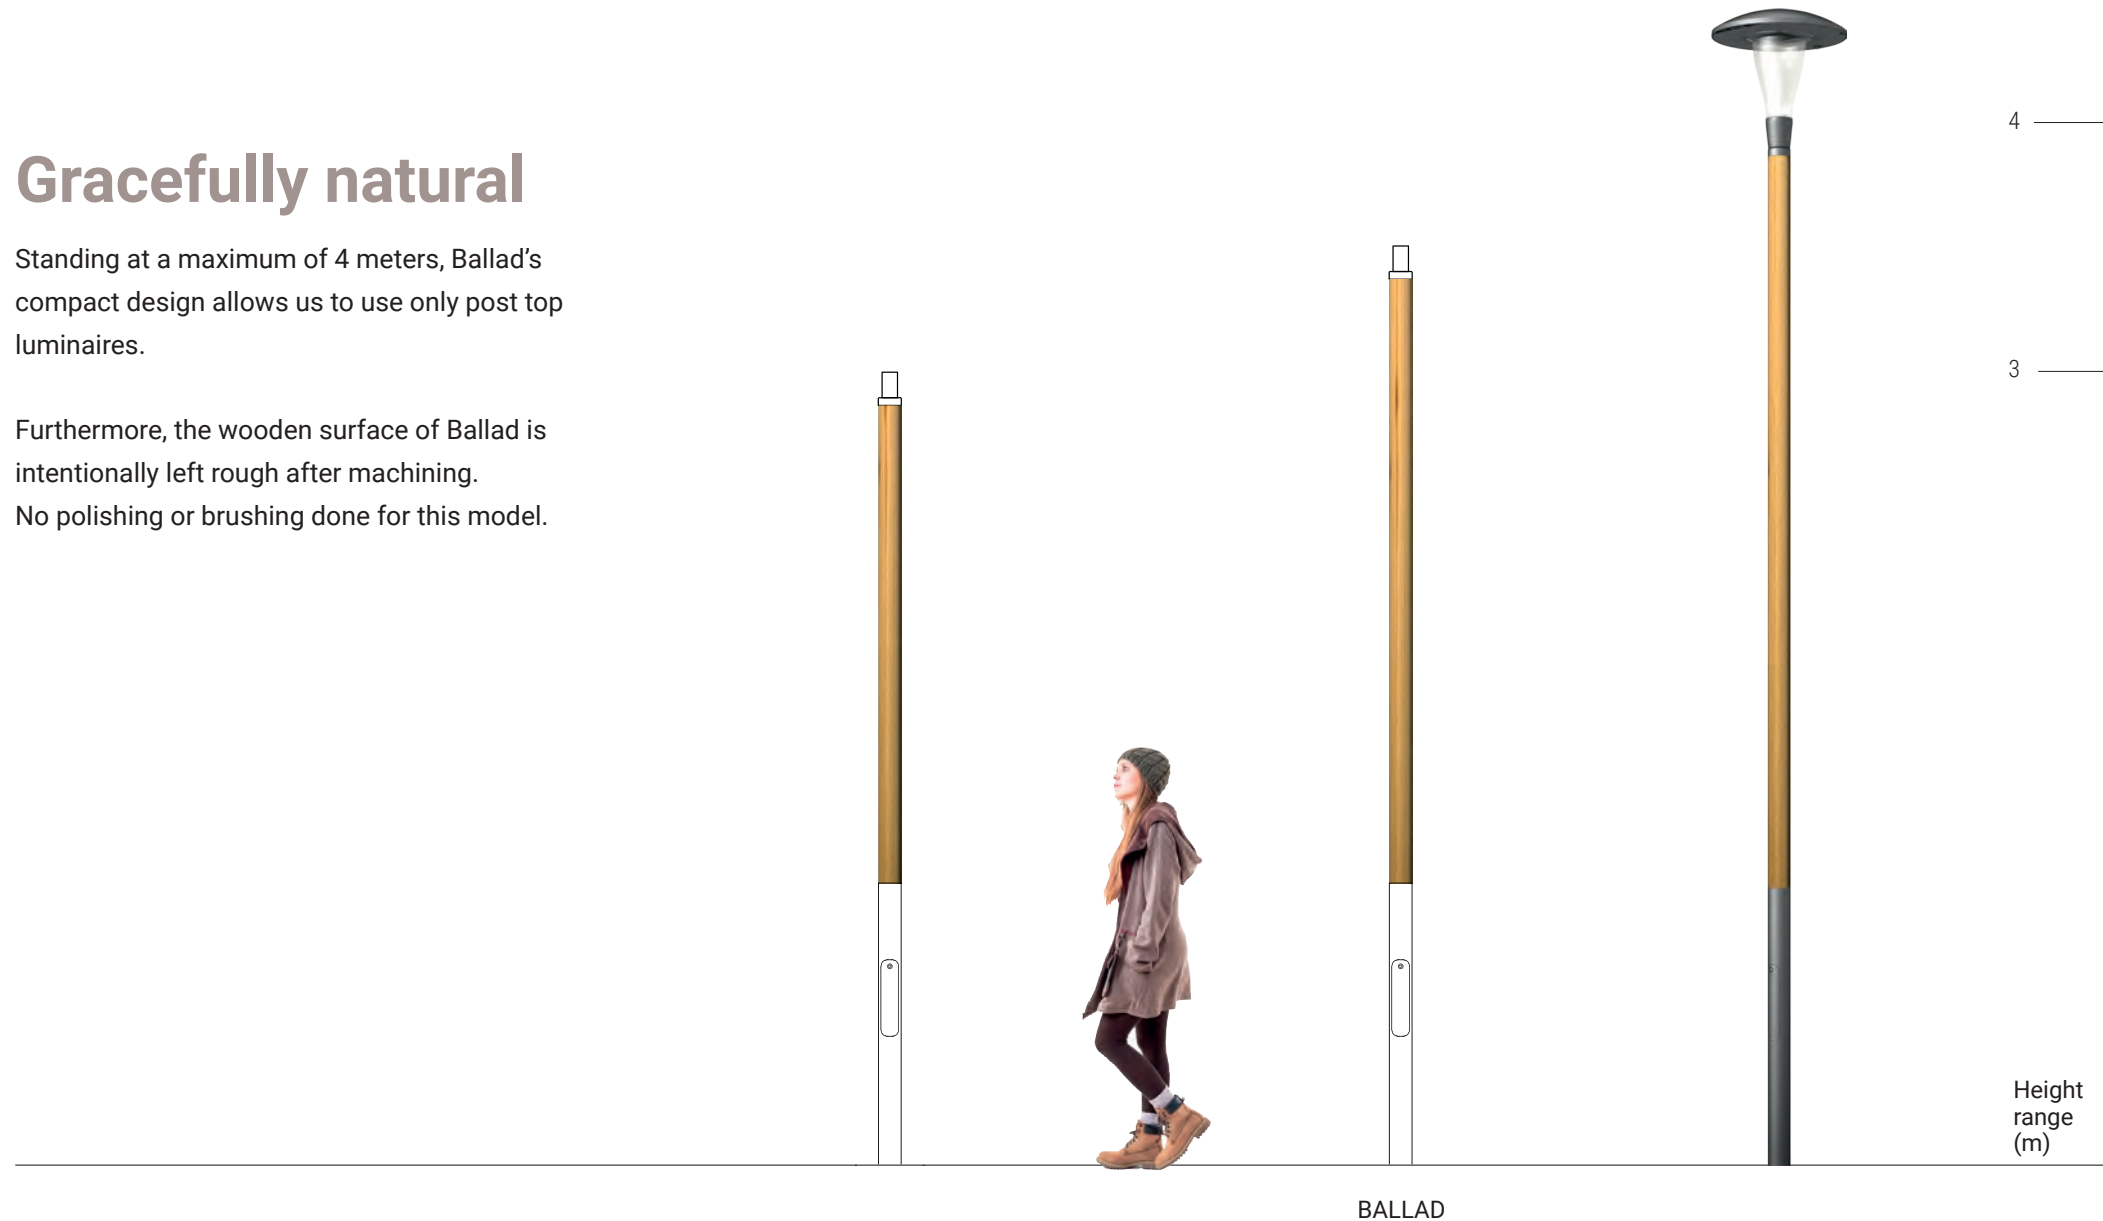 Gracefully natural
Standing at a maximum of 4 meters, Ballad’s
compact design allows us to use only post top
luminaires.
Furthermore, the wooden surface of Ballad is
intentionally left rough after machining.
No polishing or brushing done for this model.
4
3
Height
range
(m)
BALLAD